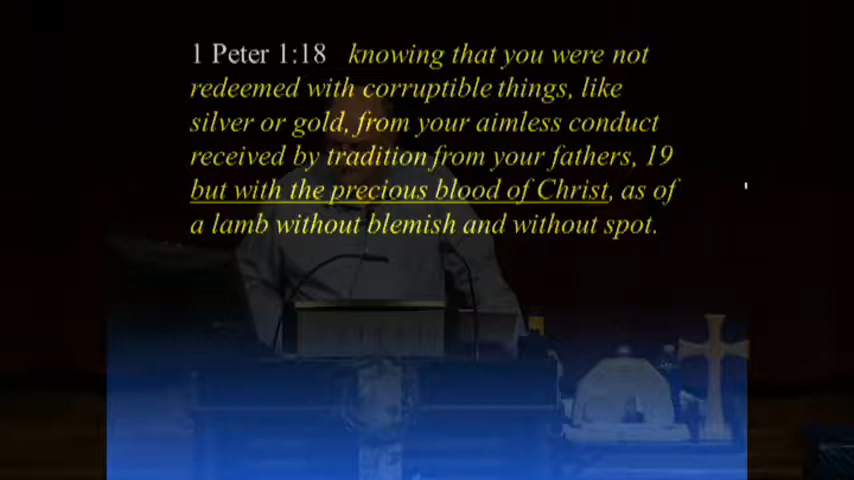 1 Peter 1:18 knowing that you were not
redeemed with corruptible things, like
silver or gold, from your aimless conduct
received by tradition from your fathers, 19
but with the precious blood of Christ, as of
a lamb without blemish and without spot.